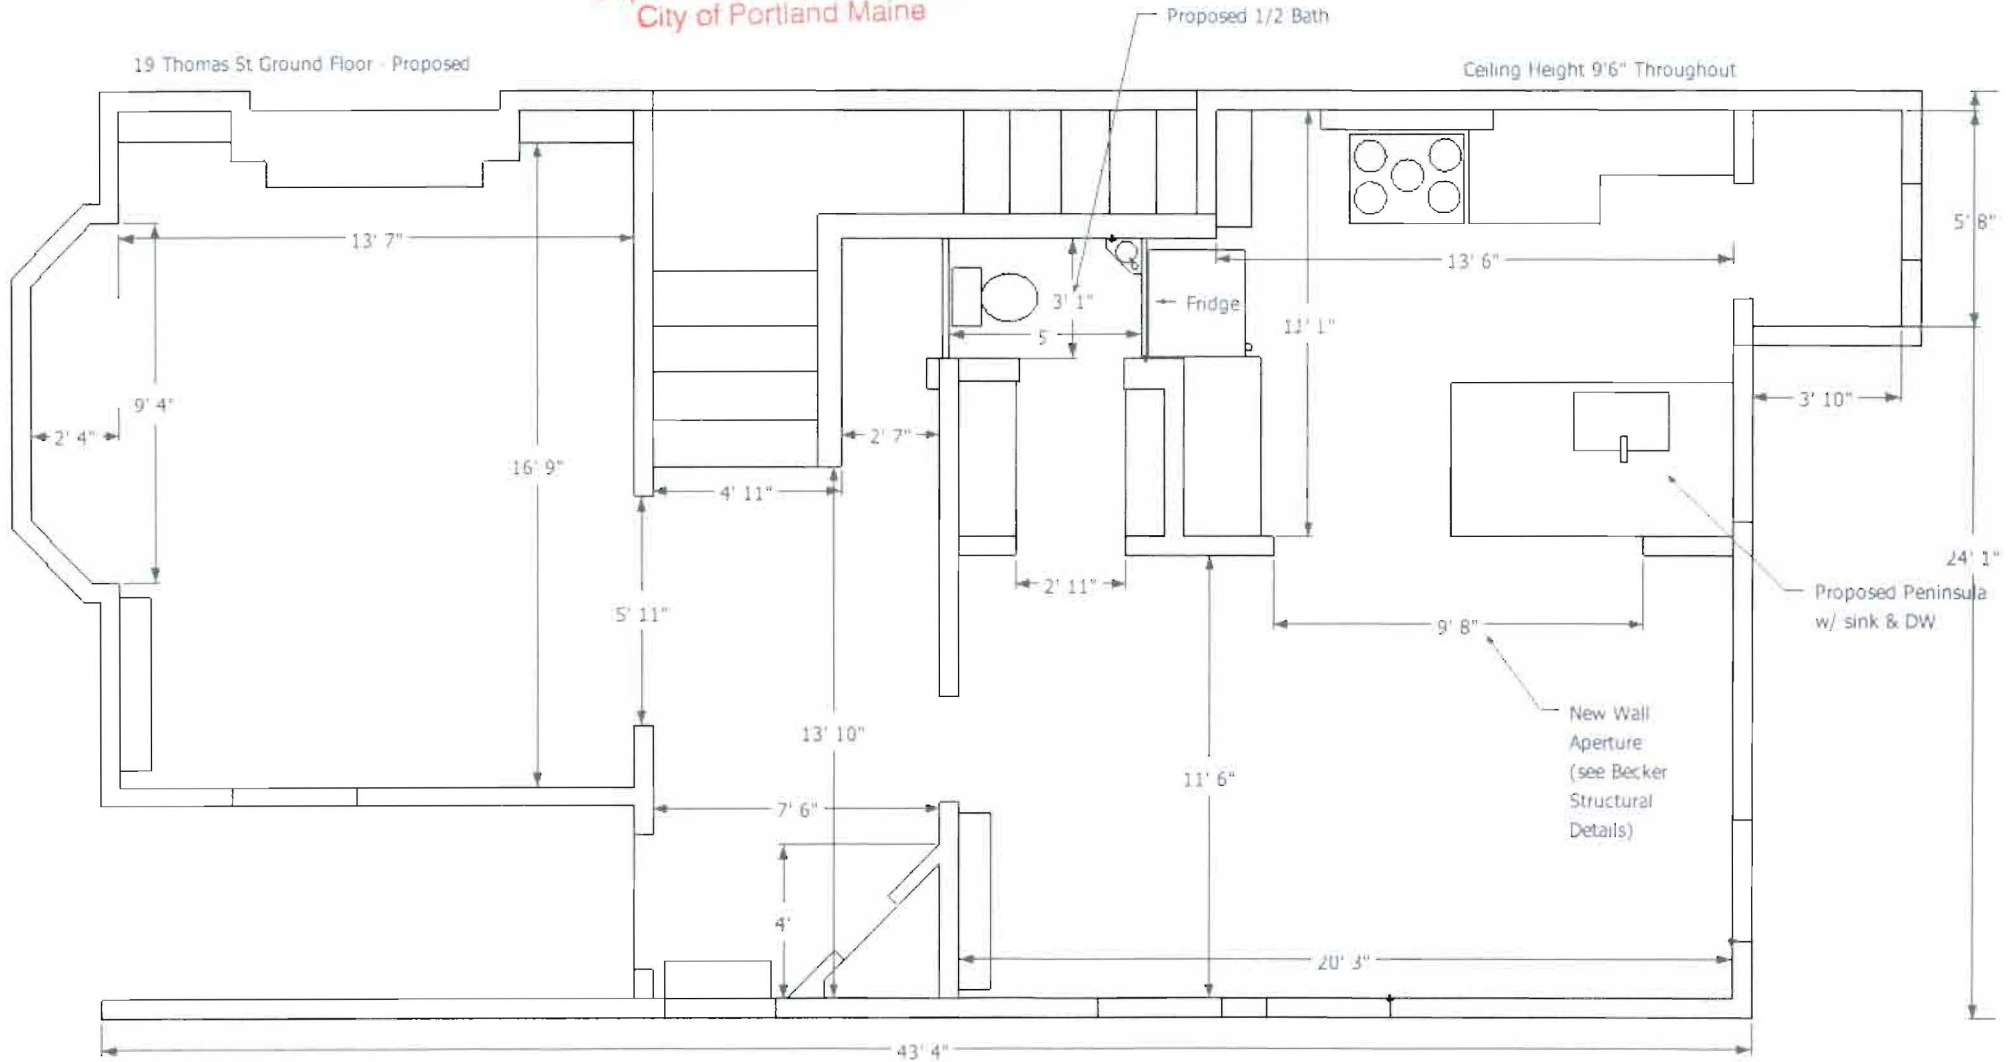 City of Portland Maine
Proposed 1/2 Bath
19 Thomas St Ground Floor - Proposed
Ceiling Height 9'6" Throughout
5' 8"
13' 7"
13' 6"
3' 1"
Fridge
11' 1"
5'
9' 4"
3' 10"
2' 4"
2' 7"
16' 9"
4' 11"
24' 1"
2' 11"
Proposed Peninsula
w/ sink & DW
5' 11"
9' 8"
New Wall
Aperture
(see Becker
Structural
Details)
13' 10"
11' 6"
7' 6"
4'
20' 3"
43' 4"